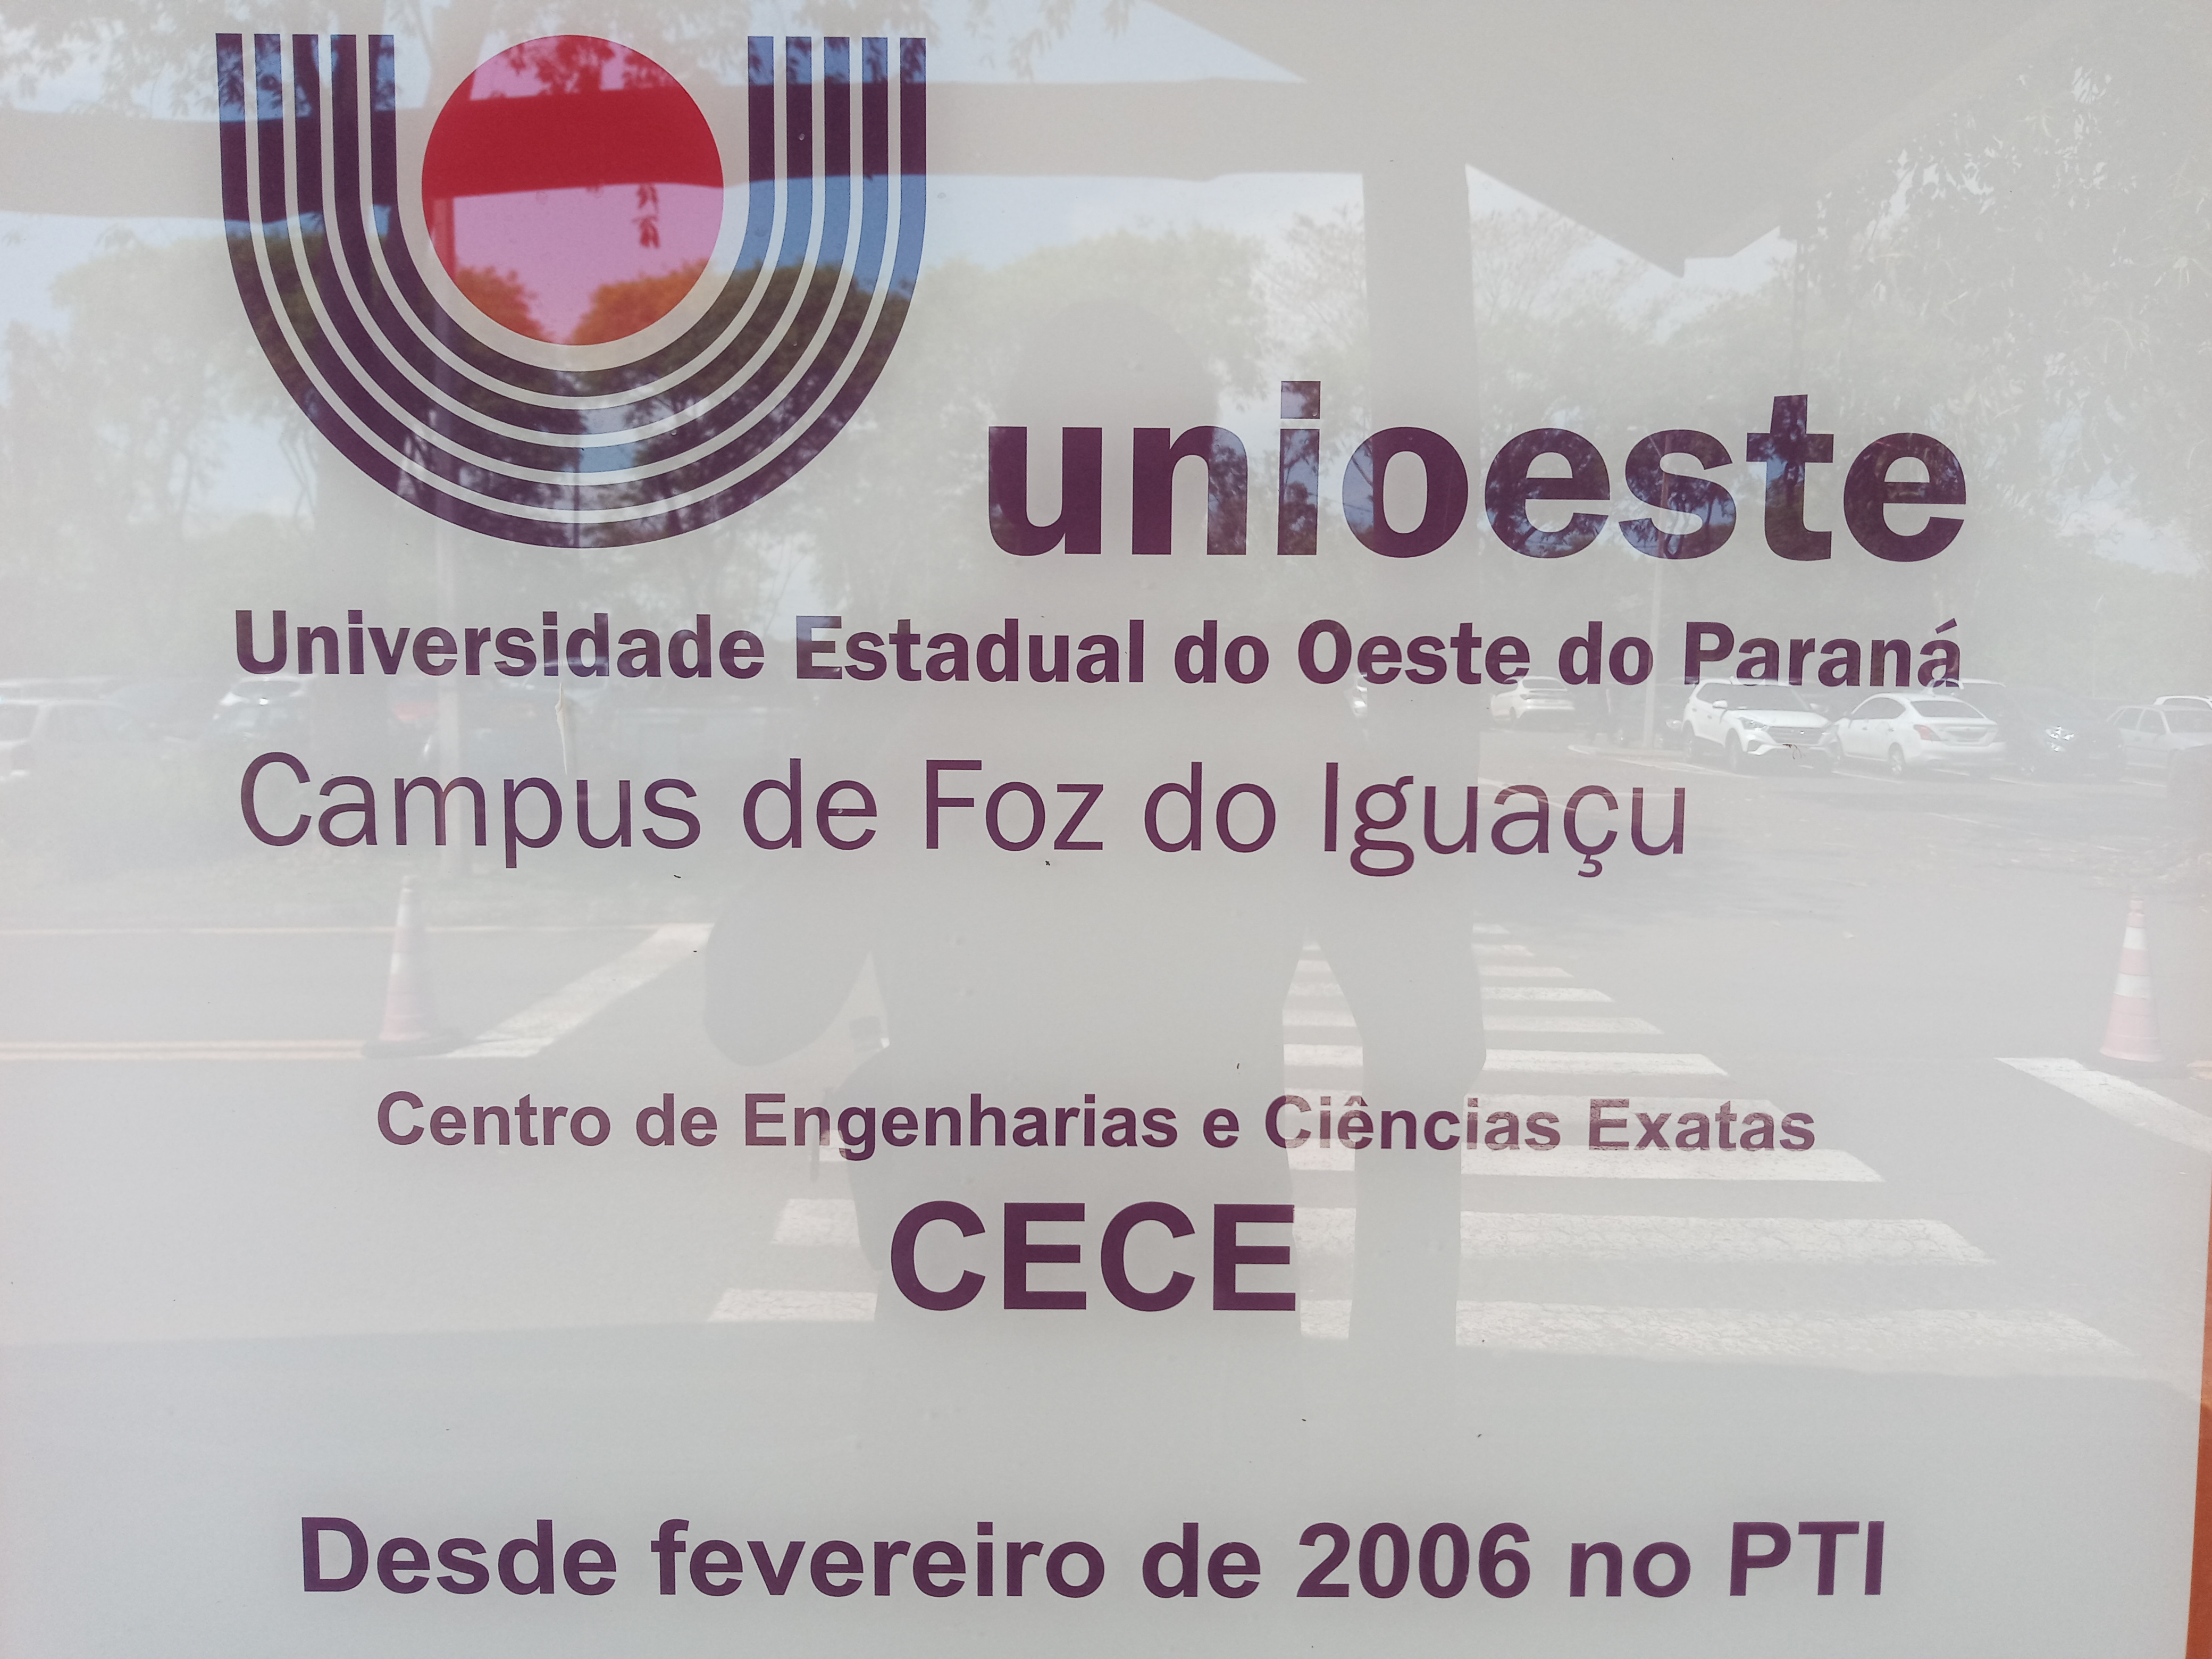 unioeste
Universidade Estadual do Oeste do Paraná
Campus de Foz do Iguaçu
Centro de Engenharias e Ciências Exatas
CECE
Desde fevereiro de 2006 no PTI